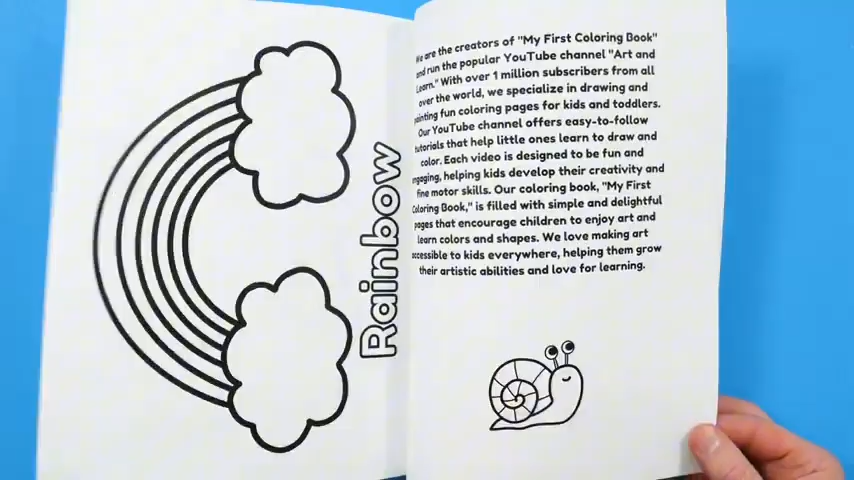 Rainbow
We are the creators of "My First Coloring Book"
and run the popular YouTube channel "Art and
Learn." With over 1 million subscribers from all
over the world, we specialize in drawing and
painting fun coloring pages for kids and toddlers.
Our YouTube channel offers easy-to-follow
tutorials that help little ones learn to draw and
color. Each video is designed to be fun and
engaging, helping kids develop their creativity and
fine motor skills. Our coloring book, "My First
Coloring Book," is filled with simple and delightful
pages that encourage children to enjoy art and
learn colors and shapes. We love making art
accessible to kids everywhere, helping them grow
their artistic abilities and love for learning.